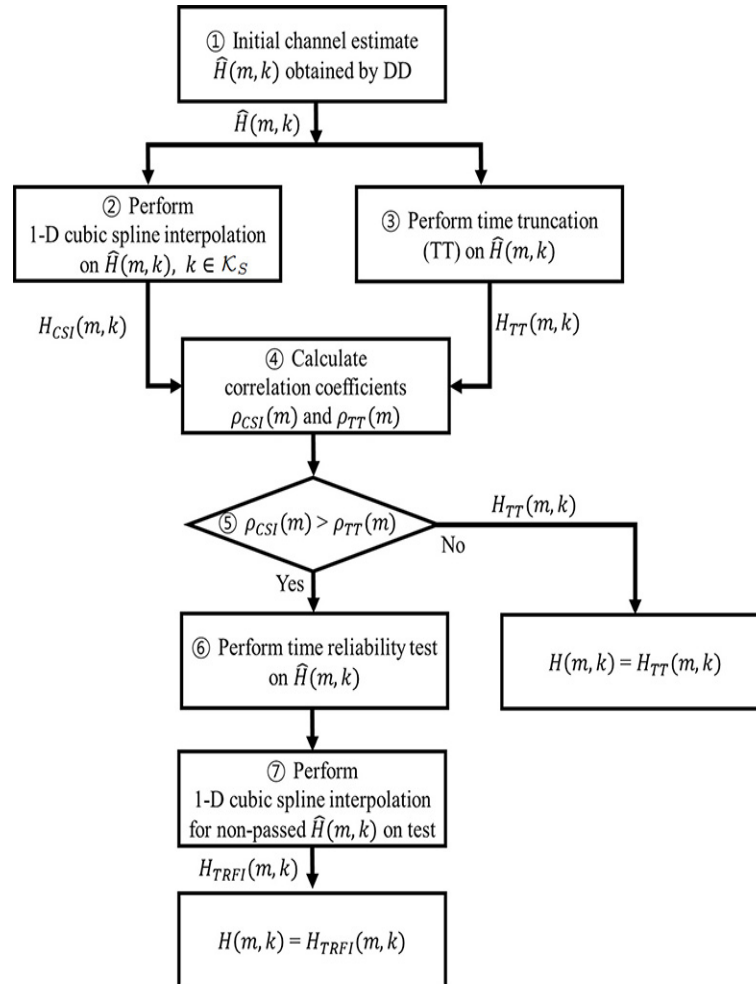 ① Initial channel estimate
Ĥ(m, k) obtained by DD
Ĥ(m, k)
② Perform
1-D cubic spline interpolation
on Ĥ(m, k), k ∈ 𝒦_S
③ Perform time truncation
(TT) on Ĥ(m, k)
H_CSI(m, k)
H_TT(m, k)
④ Calculate
correlation coefficients
ρ_CSI(m) and ρ_TT(m)
⑤ ρ_CSI(m) > ρ_TT(m)
H_TT(m, k)
No
Yes
⑥ Perform time reliability test
on Ĥ(m, k)
H(m, k) = H_TT(m, k)
⑦ Perform
1-D cubic spline interpolation
for non-passed Ĥ(m, k) on test
H_TRFI(m, k)
H(m, k) = H_TRFI(m, k)